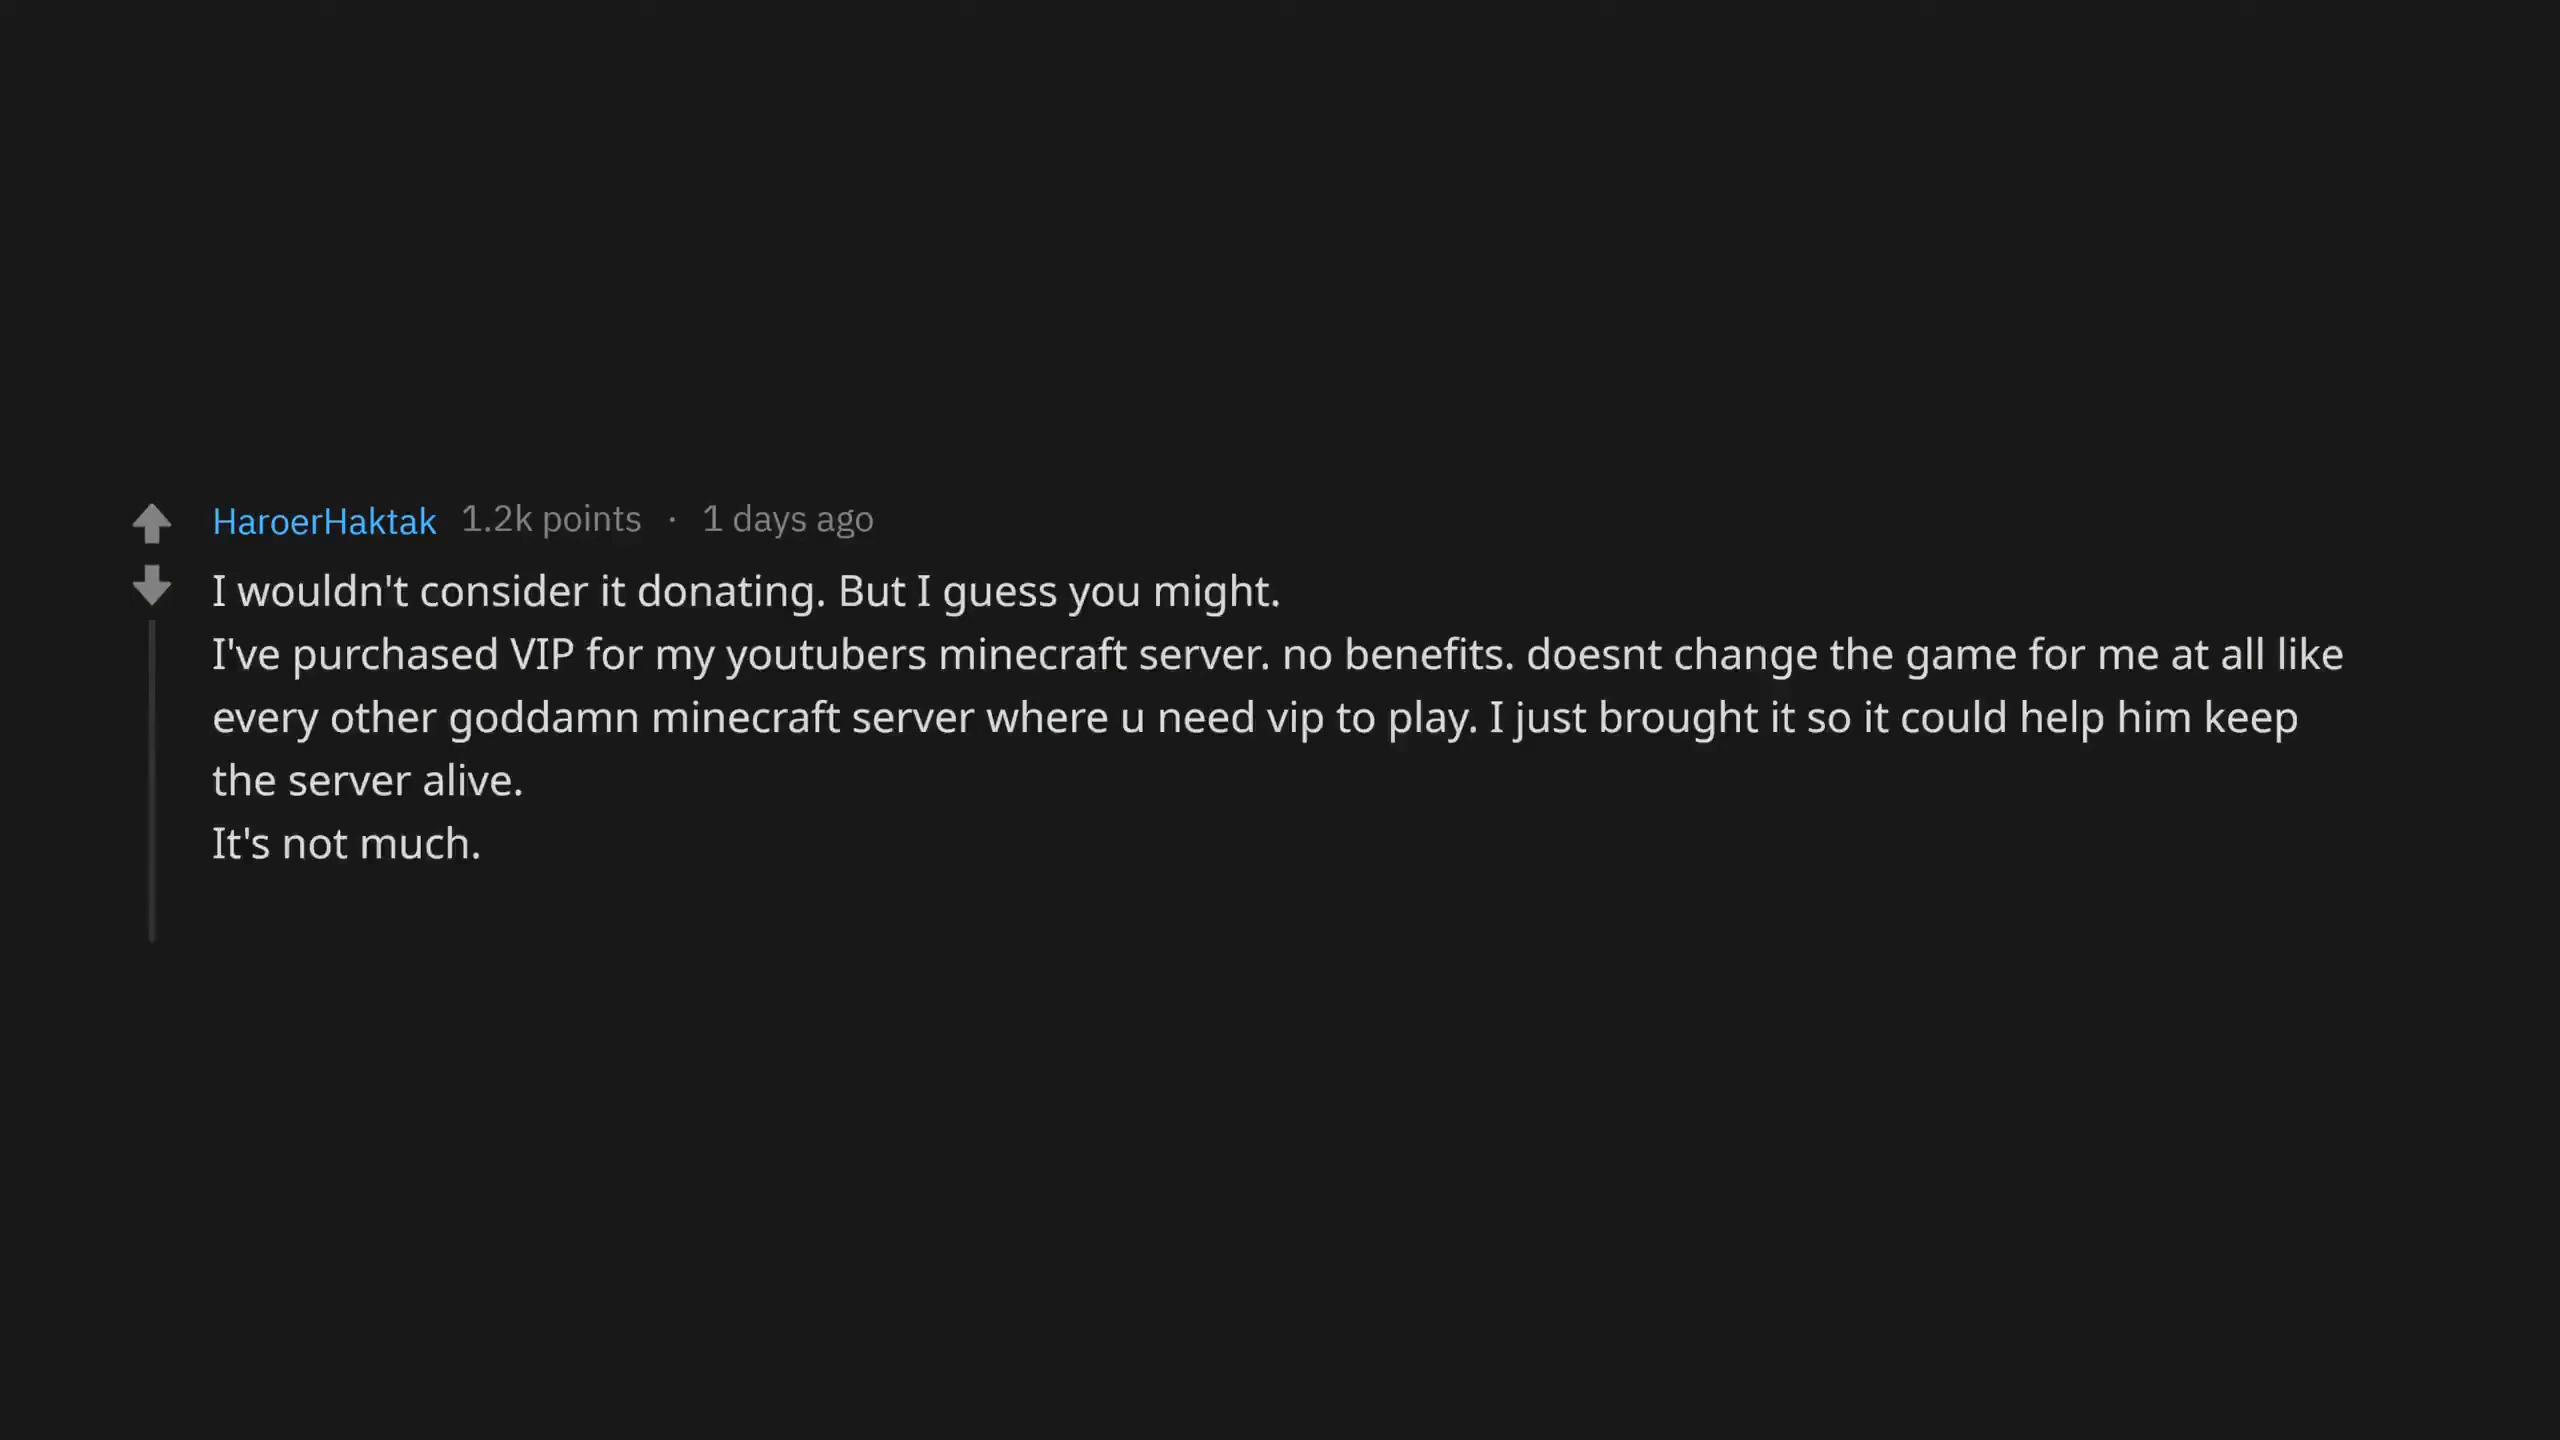 HaroerHaktak 1.2k points · 1 days ago
I wouldn't consider it donating. But I guess you might.
I've purchased VIP for my youtubers minecraft server. no benefits. doesnt change the game for me at all like
every other goddamn minecraft server where u need vip to play. I just brought it so it could help him keep
the server alive.
It's not much.